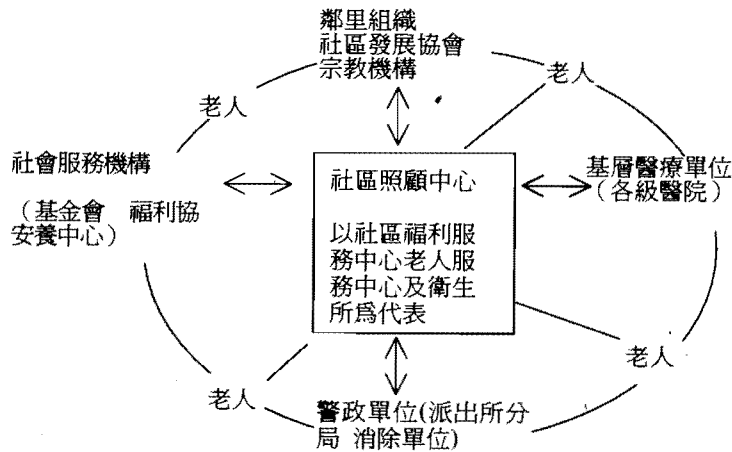 鄰里組織
社區發展協會
宗教機構
老人
老人
社會服務機構
（基金會　福利協
安養中心）
社區照顧中心
以社區福利服
務中心老人服
務中心及衛生
所爲代表
基層醫療單位
（各級醫院）
老人
老人
警政單位(派出所分
局 消除單位)